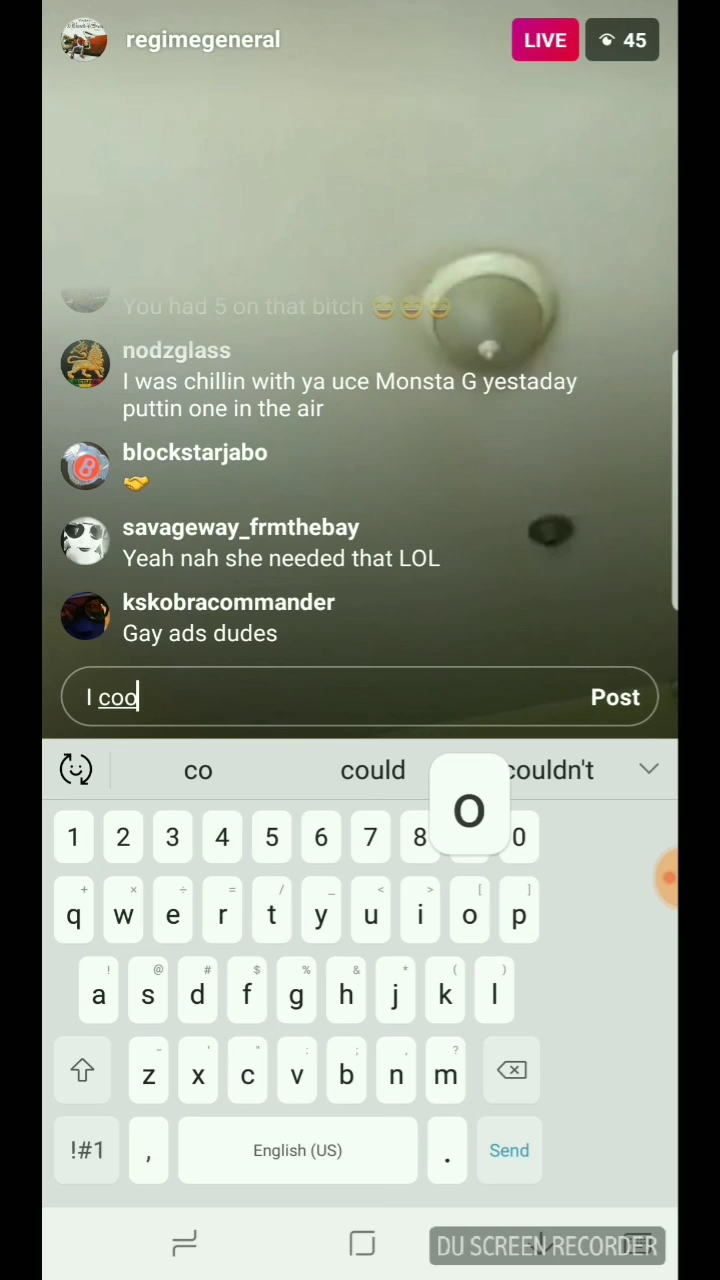 regimegeneral
LIVE
45
You had 5 on that bitch 😄😄😄
nodzglass
I was chillin with ya uce Monsta G yestaday
puttin one in the air
blockstarjabo
🤝
savageway_frmthebay
Yeah nah she needed that LOL
kskobracommander
Gay ads dudes
I coo
Post
co could couldn't
o
1 2 3 4 5 6 7 8 0
+ × ÷ = / _ < > [ ]
q w e r t y u i o p
! @ # $ % & * ( )
a s d f g h j k l
- ' " : ; , ?
z x c v b n m
!#1 , English (US) . Send
DU SCREEN RECORDER